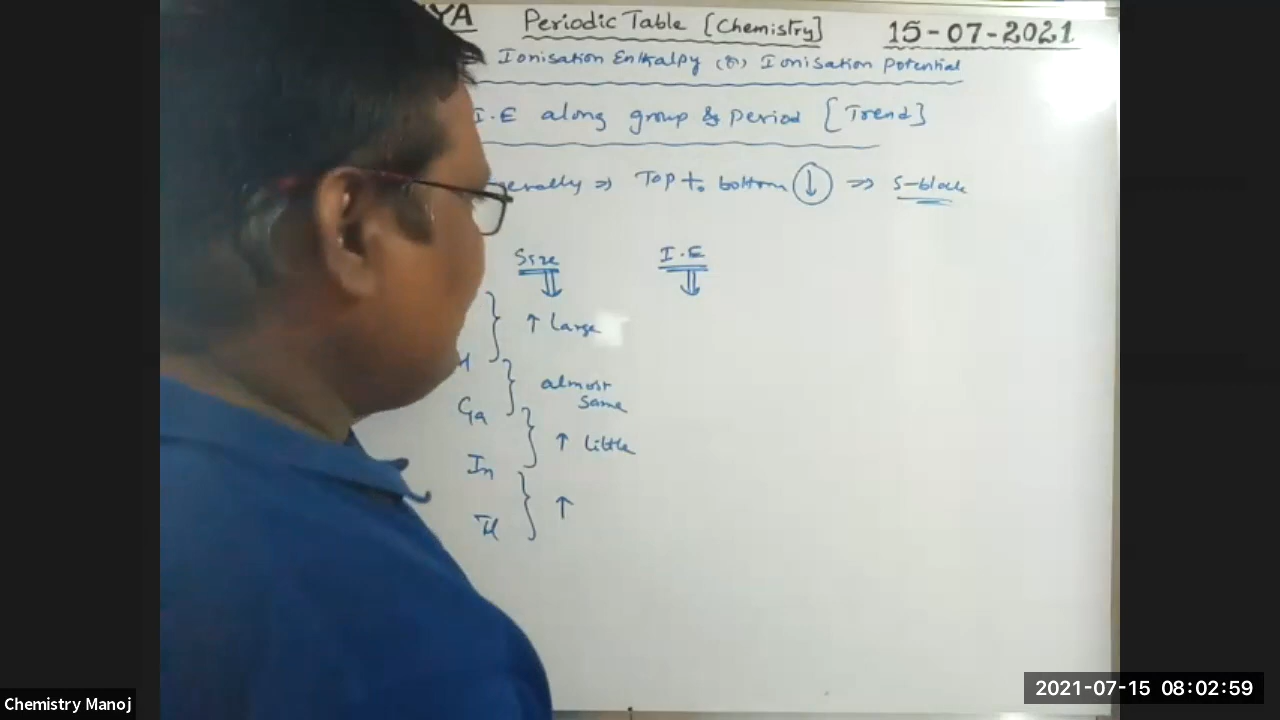 YA Periodic Table [Chemistry] 15-07-2021
Ionisation Enthalpy (or) Ionisation Potential
I.E along group & Period [Trend]
erally ⇒ Top to bottom ↓ ⇒ S-block
Size I.E
↑ Large
l
almost
same
Ga
↑ little
In
↑
Tl
Chemistry Manoj
2021-07-15 08:02:59